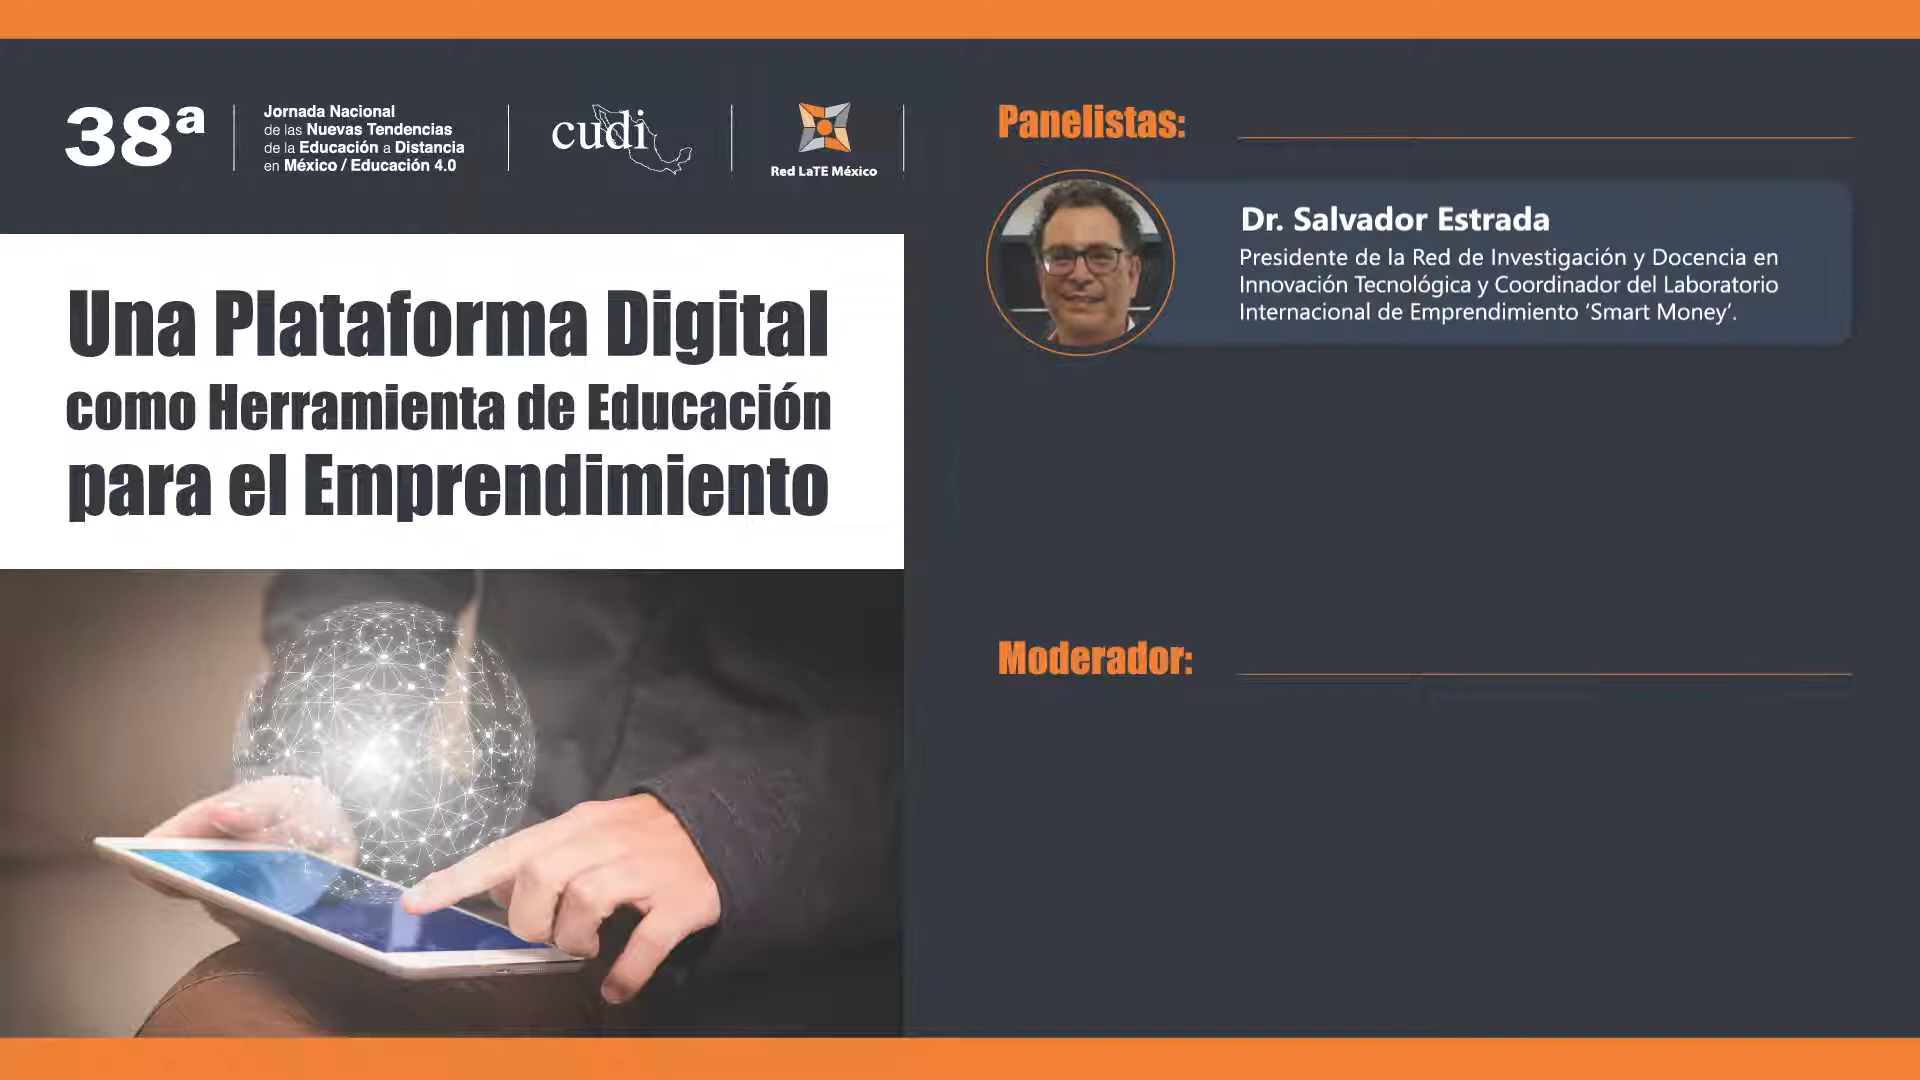 38ª
Jornada Nacional
de las Nuevas Tendencias
de la Educación a Distancia
en México / Educación 4.0
cudi
Red LaTE México
Una Plataforma Digital
como Herramienta de Educación
para el Emprendimiento
Panelistas:
Dr. Salvador Estrada
Presidente de la Red de Investigación y Docencia en
Innovación Tecnológica y Coordinador del Laboratorio
Internacional de Emprendimiento ‘Smart Money’.
Moderador: